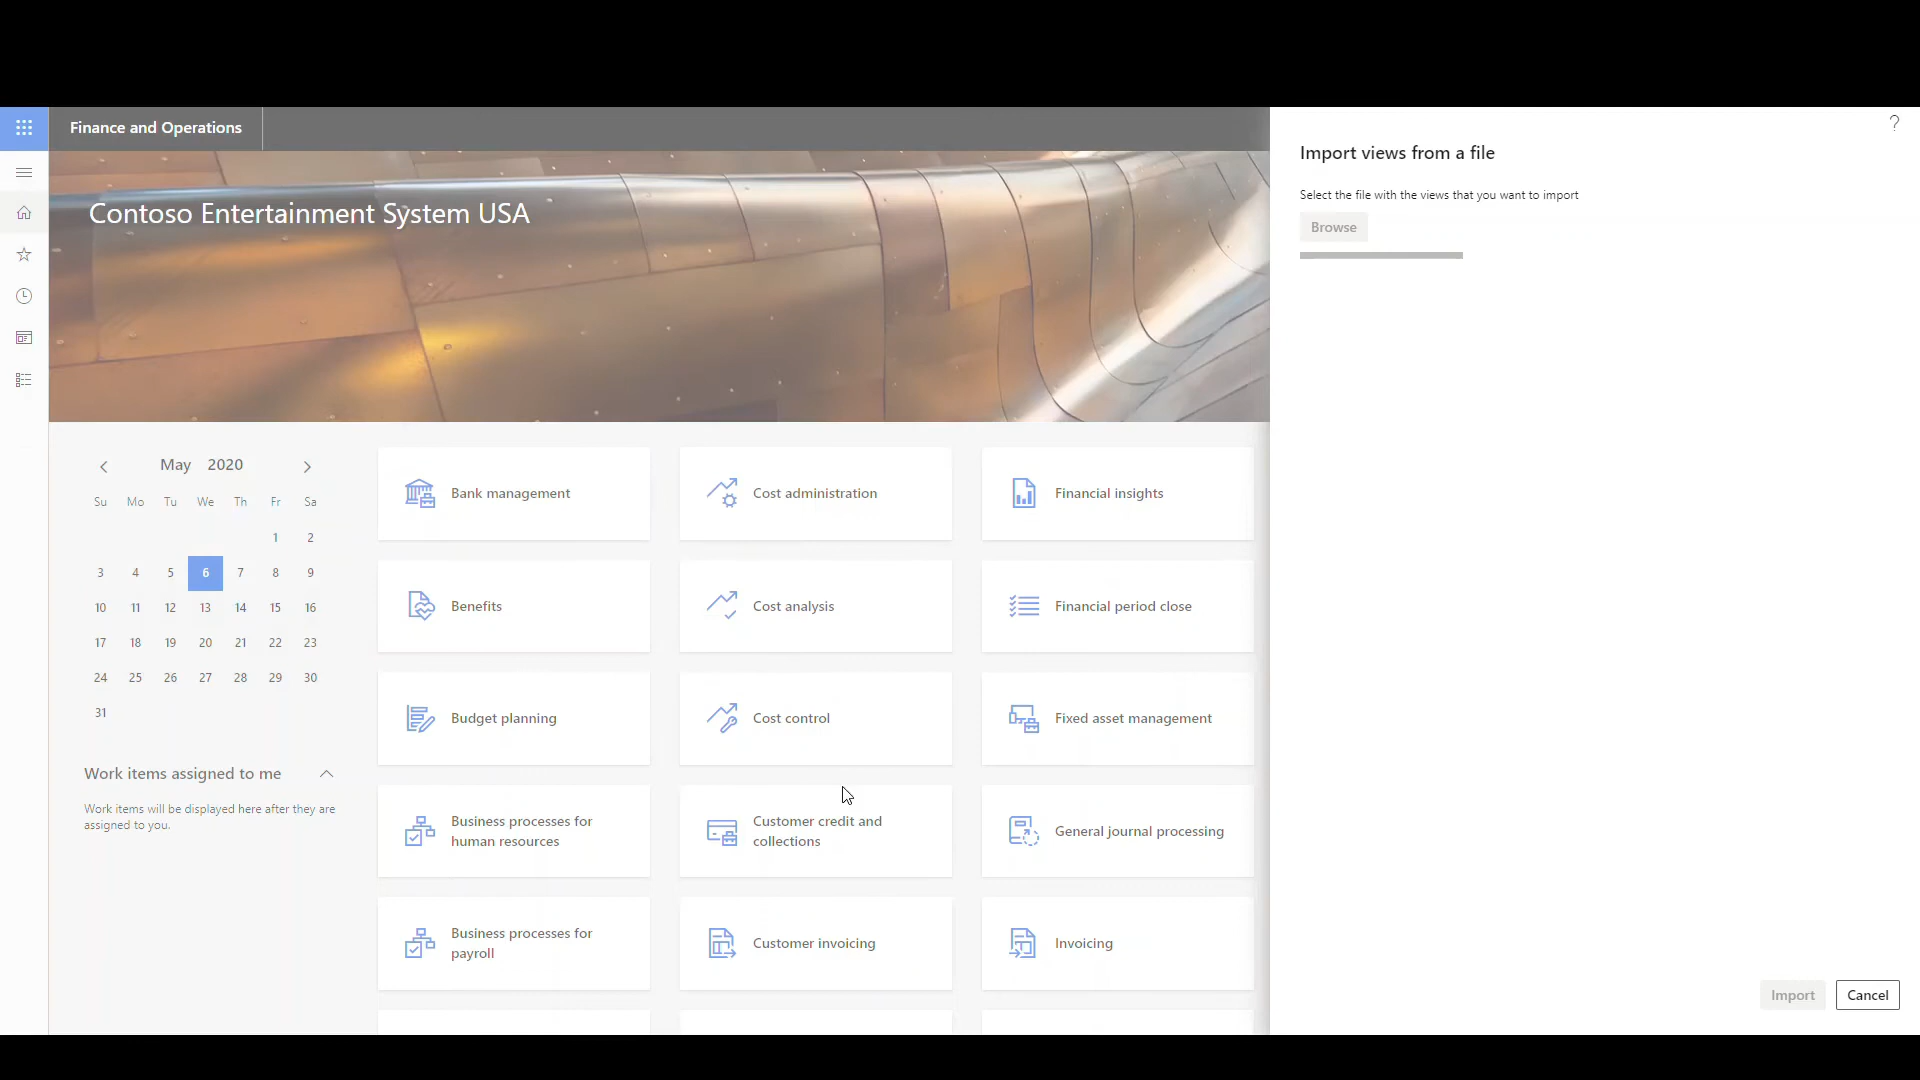 Finance and Operations
?
Import views from a file
Select the file with the views that you want to import
Browse
Contoso Entertainment System USA
May 2020
Su Mo Tu We Th Fr Sa
1 2
3 4 5 6 7 8 9
10 11 12 13 14 15 16
17 18 19 20 21 22 23
24 25 26 27 28 29 30
31
Work items assigned to me
Work items will be displayed here after they are
assigned to you.
Bank management
Cost administration
Financial insights
Benefits
Cost analysis
Financial period close
Budget planning
Cost control
Fixed asset management
Business processes for
human resources
Customer credit and
collections
General journal processing
Business processes for
payroll
Customer invoicing
Invoicing
Import
Cancel